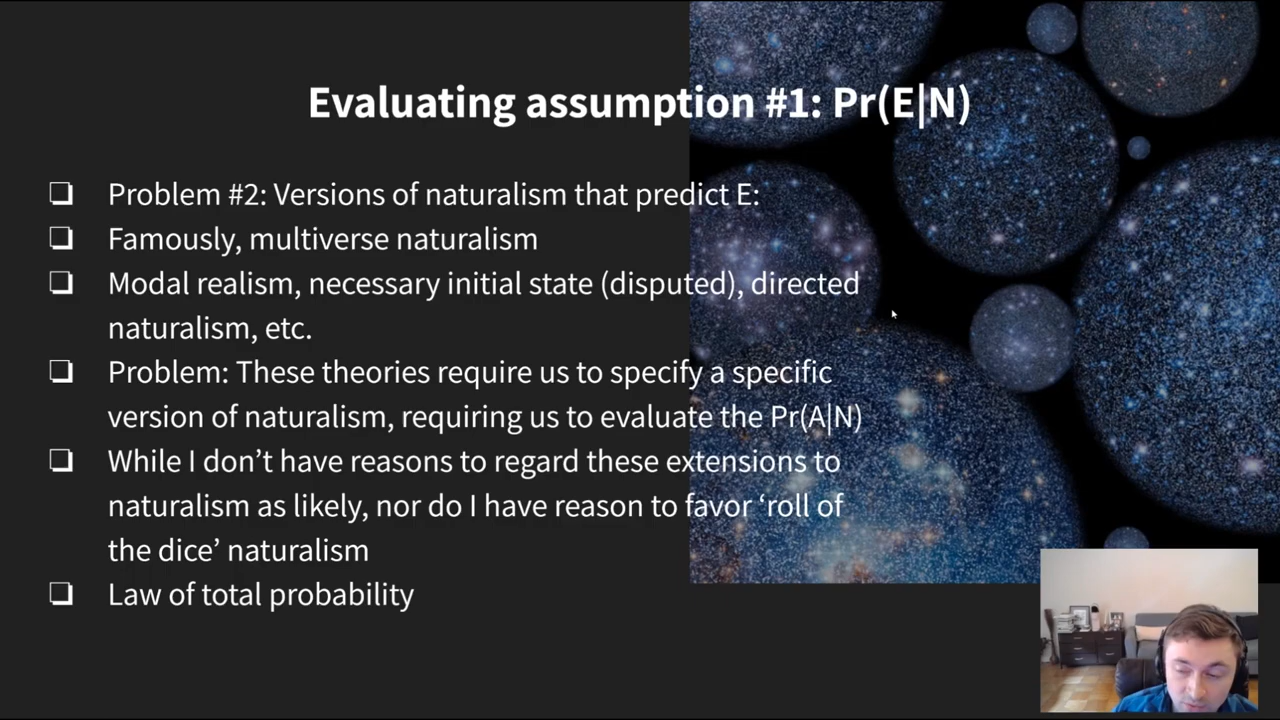 Evaluating assumption #1: Pr(E|N)
❏ Problem #2: Versions of naturalism that predict E:
❏ Famously, multiverse naturalism
❏ Modal realism, necessary initial state (disputed), directed
naturalism, etc.
❏ Problem: These theories require us to specify a specific
version of naturalism, requiring us to evaluate the Pr(A|N)
❏ While I don’t have reasons to regard these extensions to
naturalism as likely, nor do I have reason to favor ‘roll of
the dice’ naturalism
❏ Law of total probability